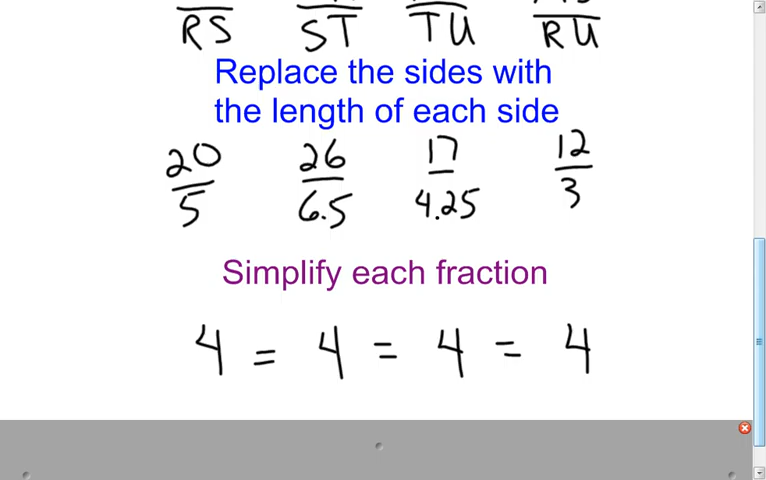 RS ST TU RU
Replace the sides with
the length of each side
20 26 17 12
5 6.5 4.25 3
Simplify each fraction
4 = 4 = 4 = 4